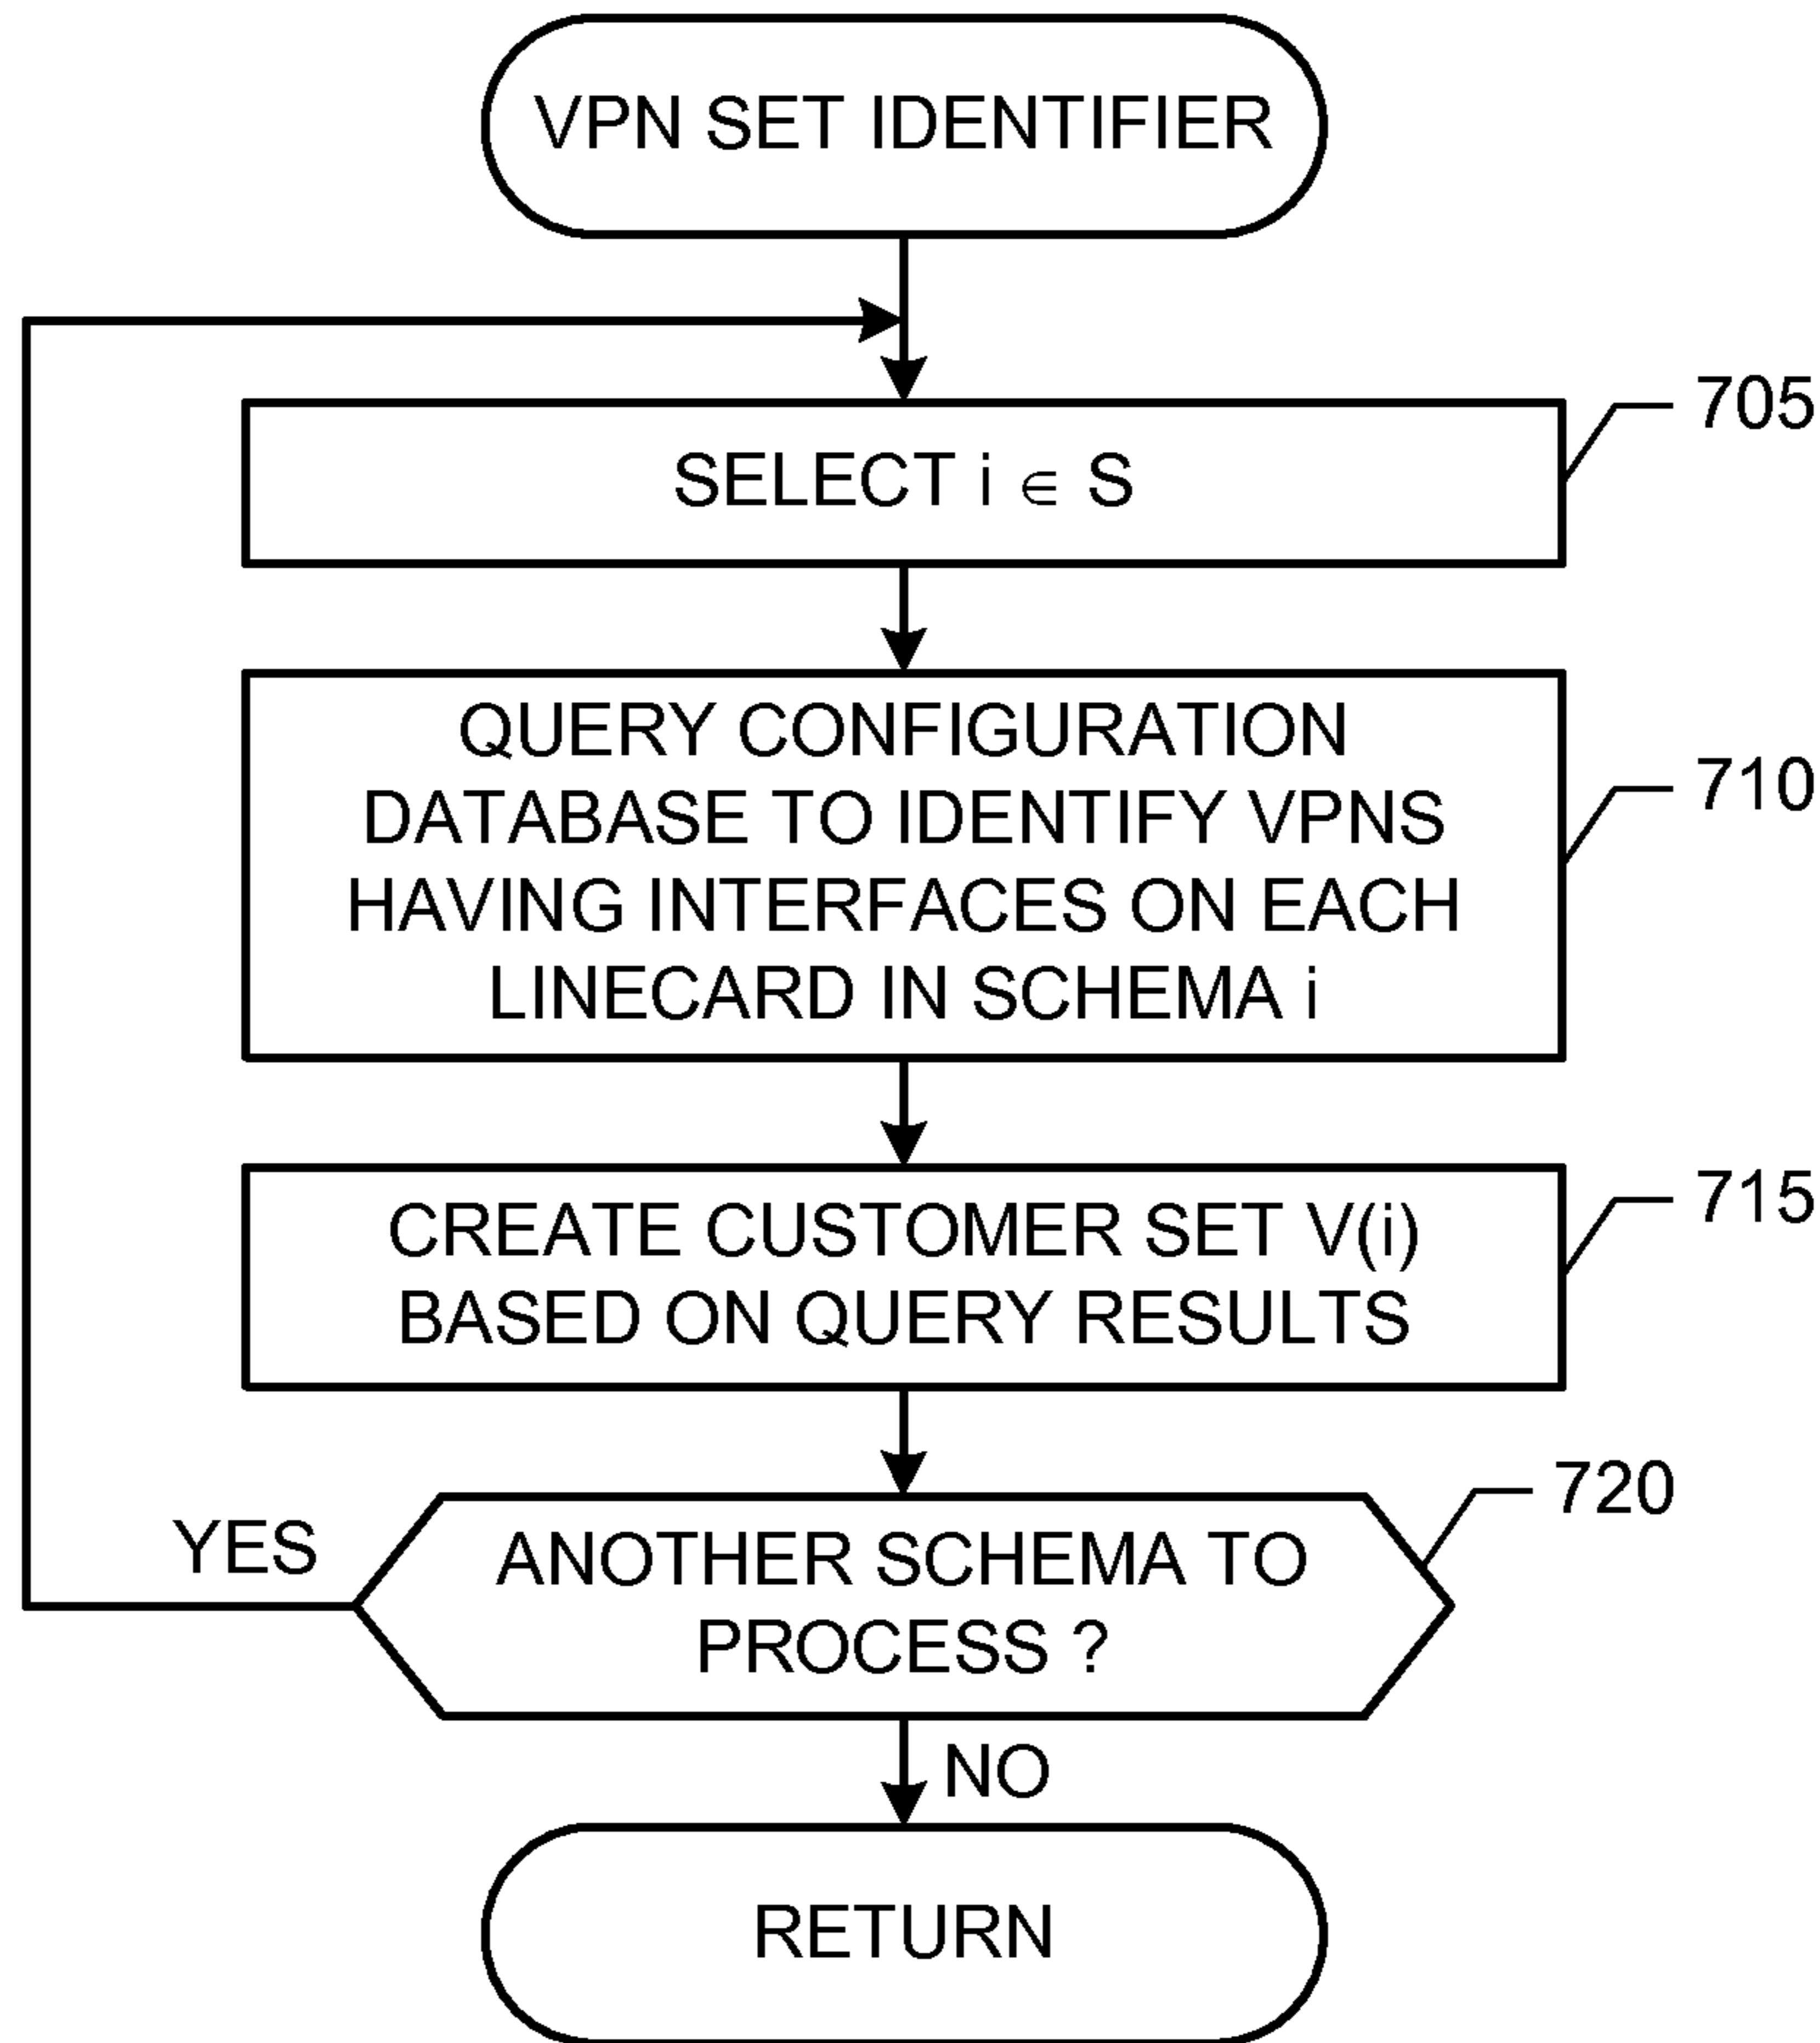 VPN SET IDENTIFIER
705
SELECT i ∈ S
QUERY CONFIGURATION
DATABASE TO IDENTIFY VPNS
HAVING INTERFACES ON EACH
LINECARD IN SCHEMA i
710
CREATE CUSTOMER SET V(i)
BASED ON QUERY RESULTS
715
720
YES
ANOTHER SCHEMA TO
PROCESS ?
NO
RETURN